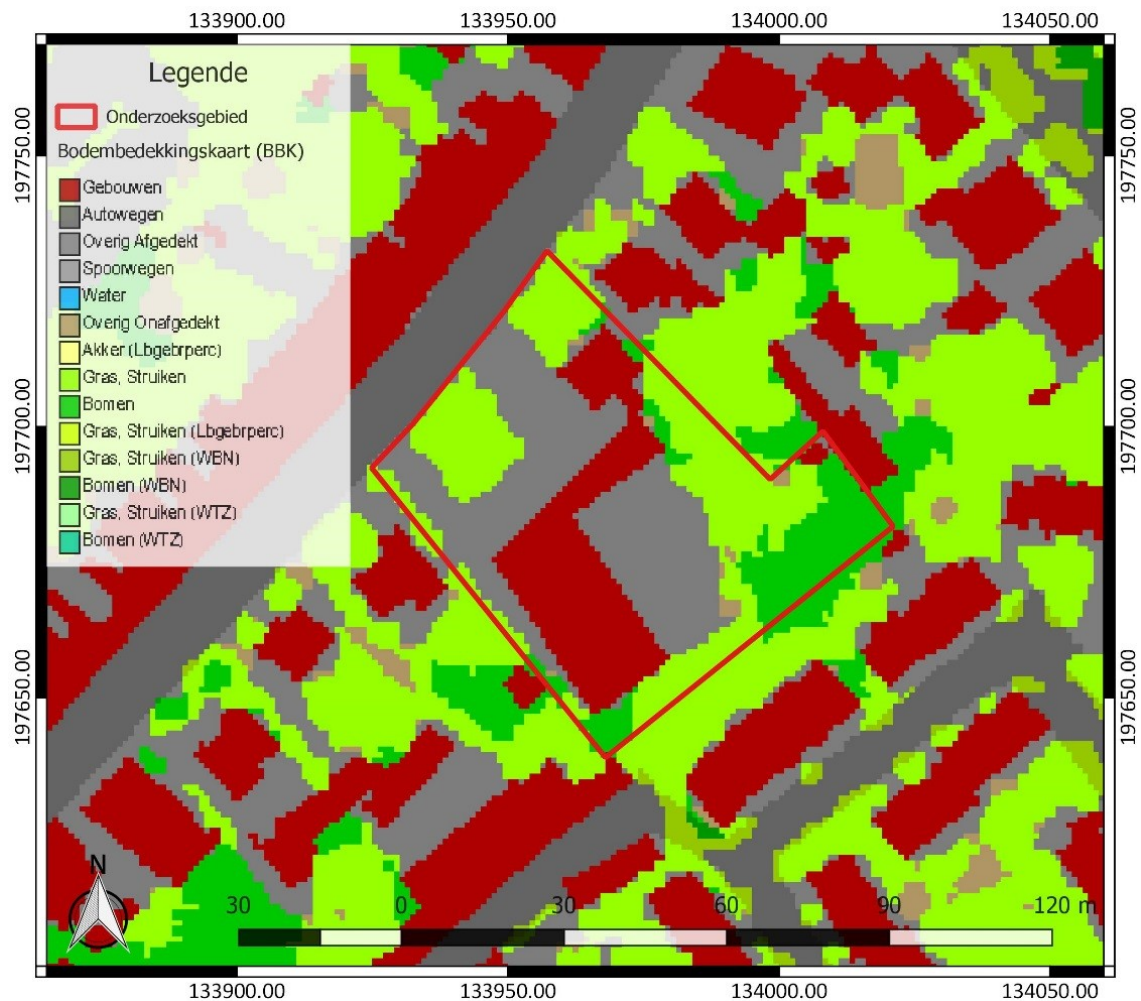 133900.00 133950.00 134000.00 134050.00
Legende
Onderzoeksgebied
Bodembedekkingskaart (BBK)
Gebouwen
Autowegen
Overig Afgedekt
Spoorwegen
Water
Overig Onafgedekt
Akker (Lbgebrperc)
Gras, Struiken
Bomen
Gras, Struiken (Lbgebrperc)
Gras, Struiken (WBN)
Bomen (WBN)
Gras, Struiken (WTZ)
Bomen (WTZ)
197750.00 197750.00
197700.00 197700.00
197650.00 197650.00
N
30 0 30 60 90 120 m
133900.00 133950.00 134000.00 134050.00